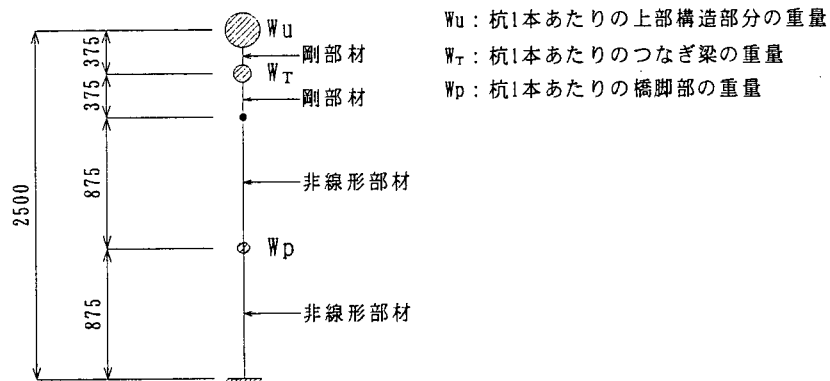 Wu
Wu：杭1本あたりの上部構造部分の重量
375
剛部材
W_T
W_T：杭1本あたりのつなぎ梁の重量
375
剛部材
Wp：杭1本あたりの橋脚部の重量
2500
875
非線形部材
Wp
875
非線形部材